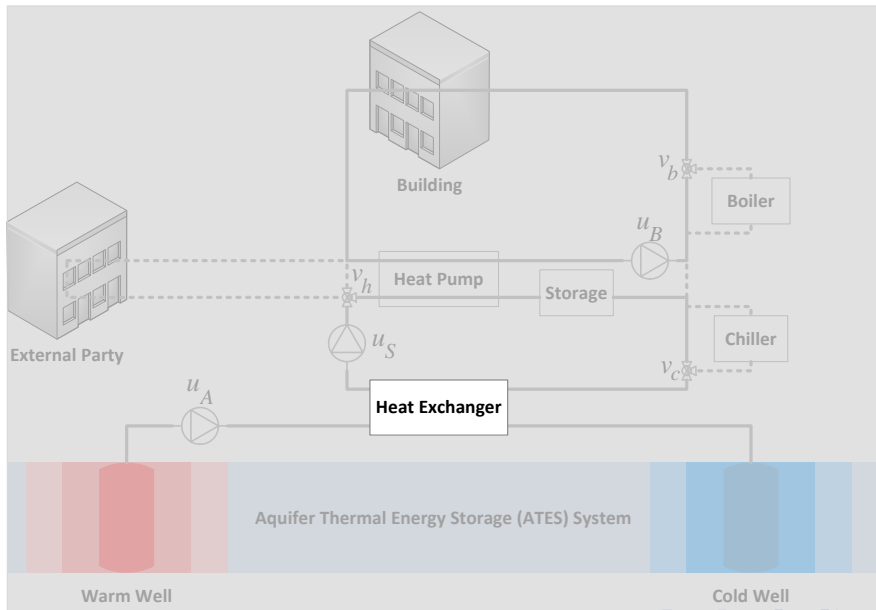 Building
v_b
Boiler
u_B
Heat Pump
v_h
Storage
External Party
u_S
Chiller
v_c
u_A
Heat Exchanger
Aquifer Thermal Energy Storage (ATES) System
Warm Well
Cold Well